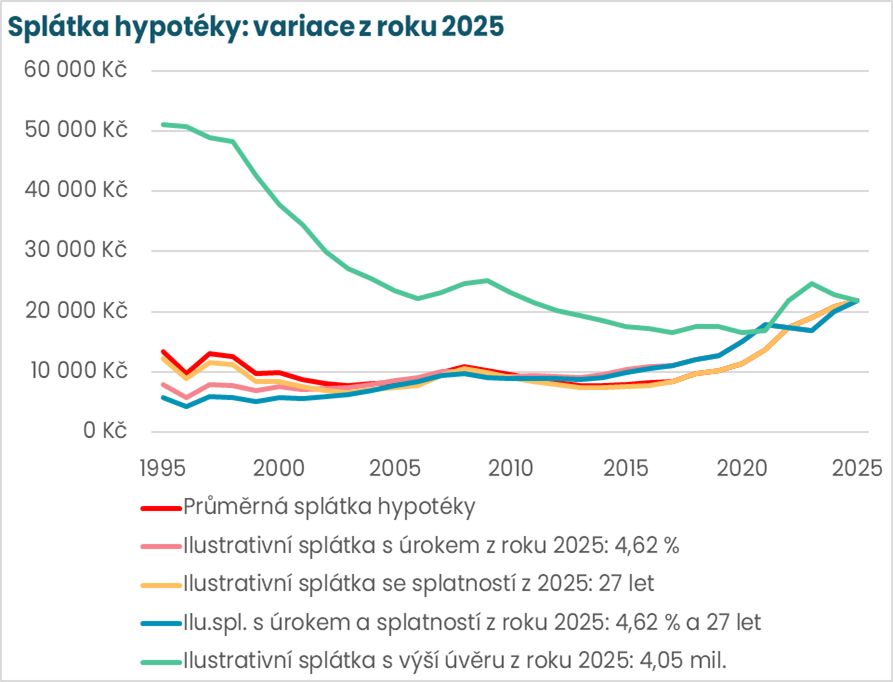 Splátka hypotéky: variace z roku 2025
60 000 Kč
50 000 Kč
40 000 Kč
30 000 Kč
20 000 Kč
10 000 Kč
0 Kč
1995 2000 2005 2010 2015 2020 2025
Průměrná splátka hypotéky
Ilustrativní splátka s úrokem z roku 2025: 4,62 %
Ilustrativní splátka se splatností z 2025: 27 let
Ilu.spl. s úrokem a splatností z roku 2025: 4,62 % a 27 let
Ilustrativní splátka s výší úvěru z roku 2025: 4,05 mil.